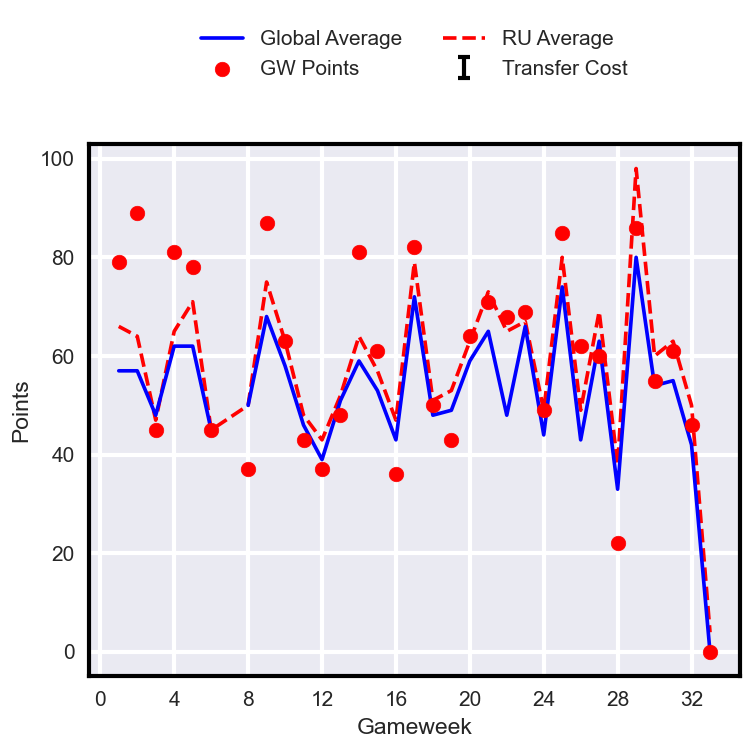 Global Average
RU Average
GW Points
Transfer Cost
100
80
60
40
20
0
Points
0 4 8 12 16 20 24 28 32
Gameweek